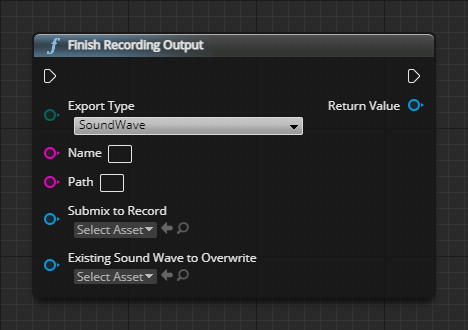 f Finish Recording Output
Export Type
Return Value
SoundWave
Name
Path
Submix to Record
Select Asset
Existing Sound Wave to Overwrite
Select Asset